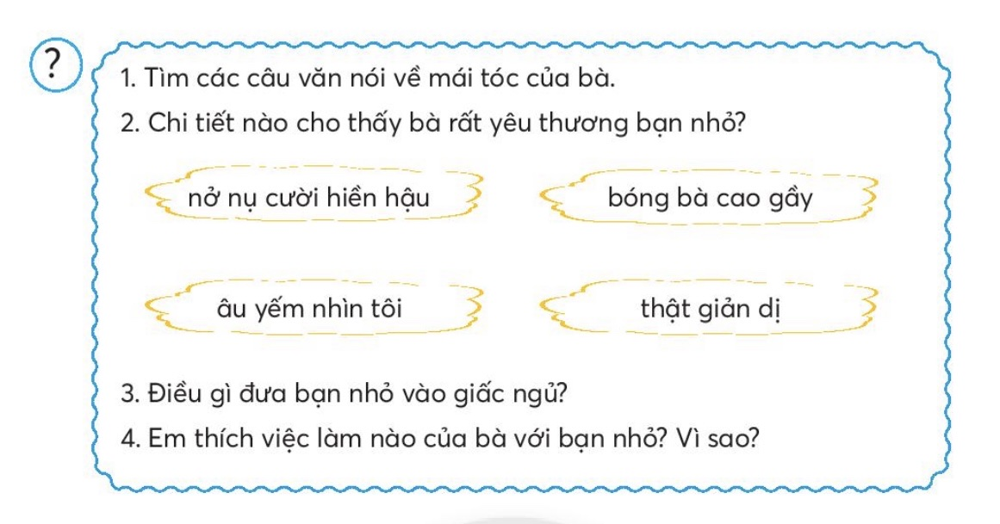 ?
1. Tìm các câu văn nói về mái tóc của bà.
2. Chi tiết nào cho thấy bà rất yêu thương bạn nhỏ?
nở nụ cười hiền hậu
bóng bà cao gầy
âu yếm nhìn tôi
thật giản dị
3. Điều gì đưa bạn nhỏ vào giấc ngủ?
4. Em thích việc làm nào của bà với bạn nhỏ? Vì sao?